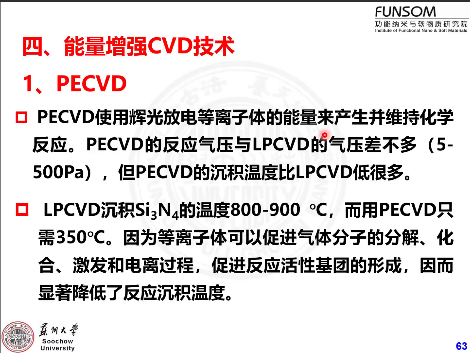 FUNSOM
功能纳米与软物质研究院
Institute of Functional Nano & Soft Materials
四、能量增强CVD技术
1、PECVD
PECVD使用辉光放电等离子体的能量来产生并维持化学
反应。PECVD的反应气压与LPCVD的气压差不多（5-
500Pa），但PECVD的沉积温度比LPCVD低很多。
LPCVD沉积Si₃N₄的温度800-900 ℃，而用PECVD只
需350℃。因为等离子体可以促进气体分子的分解、化
合、激发和电离过程，促进反应活性基团的形成，因而
显著降低了反应沉积温度。
蘇州大学
Soochow
University
63